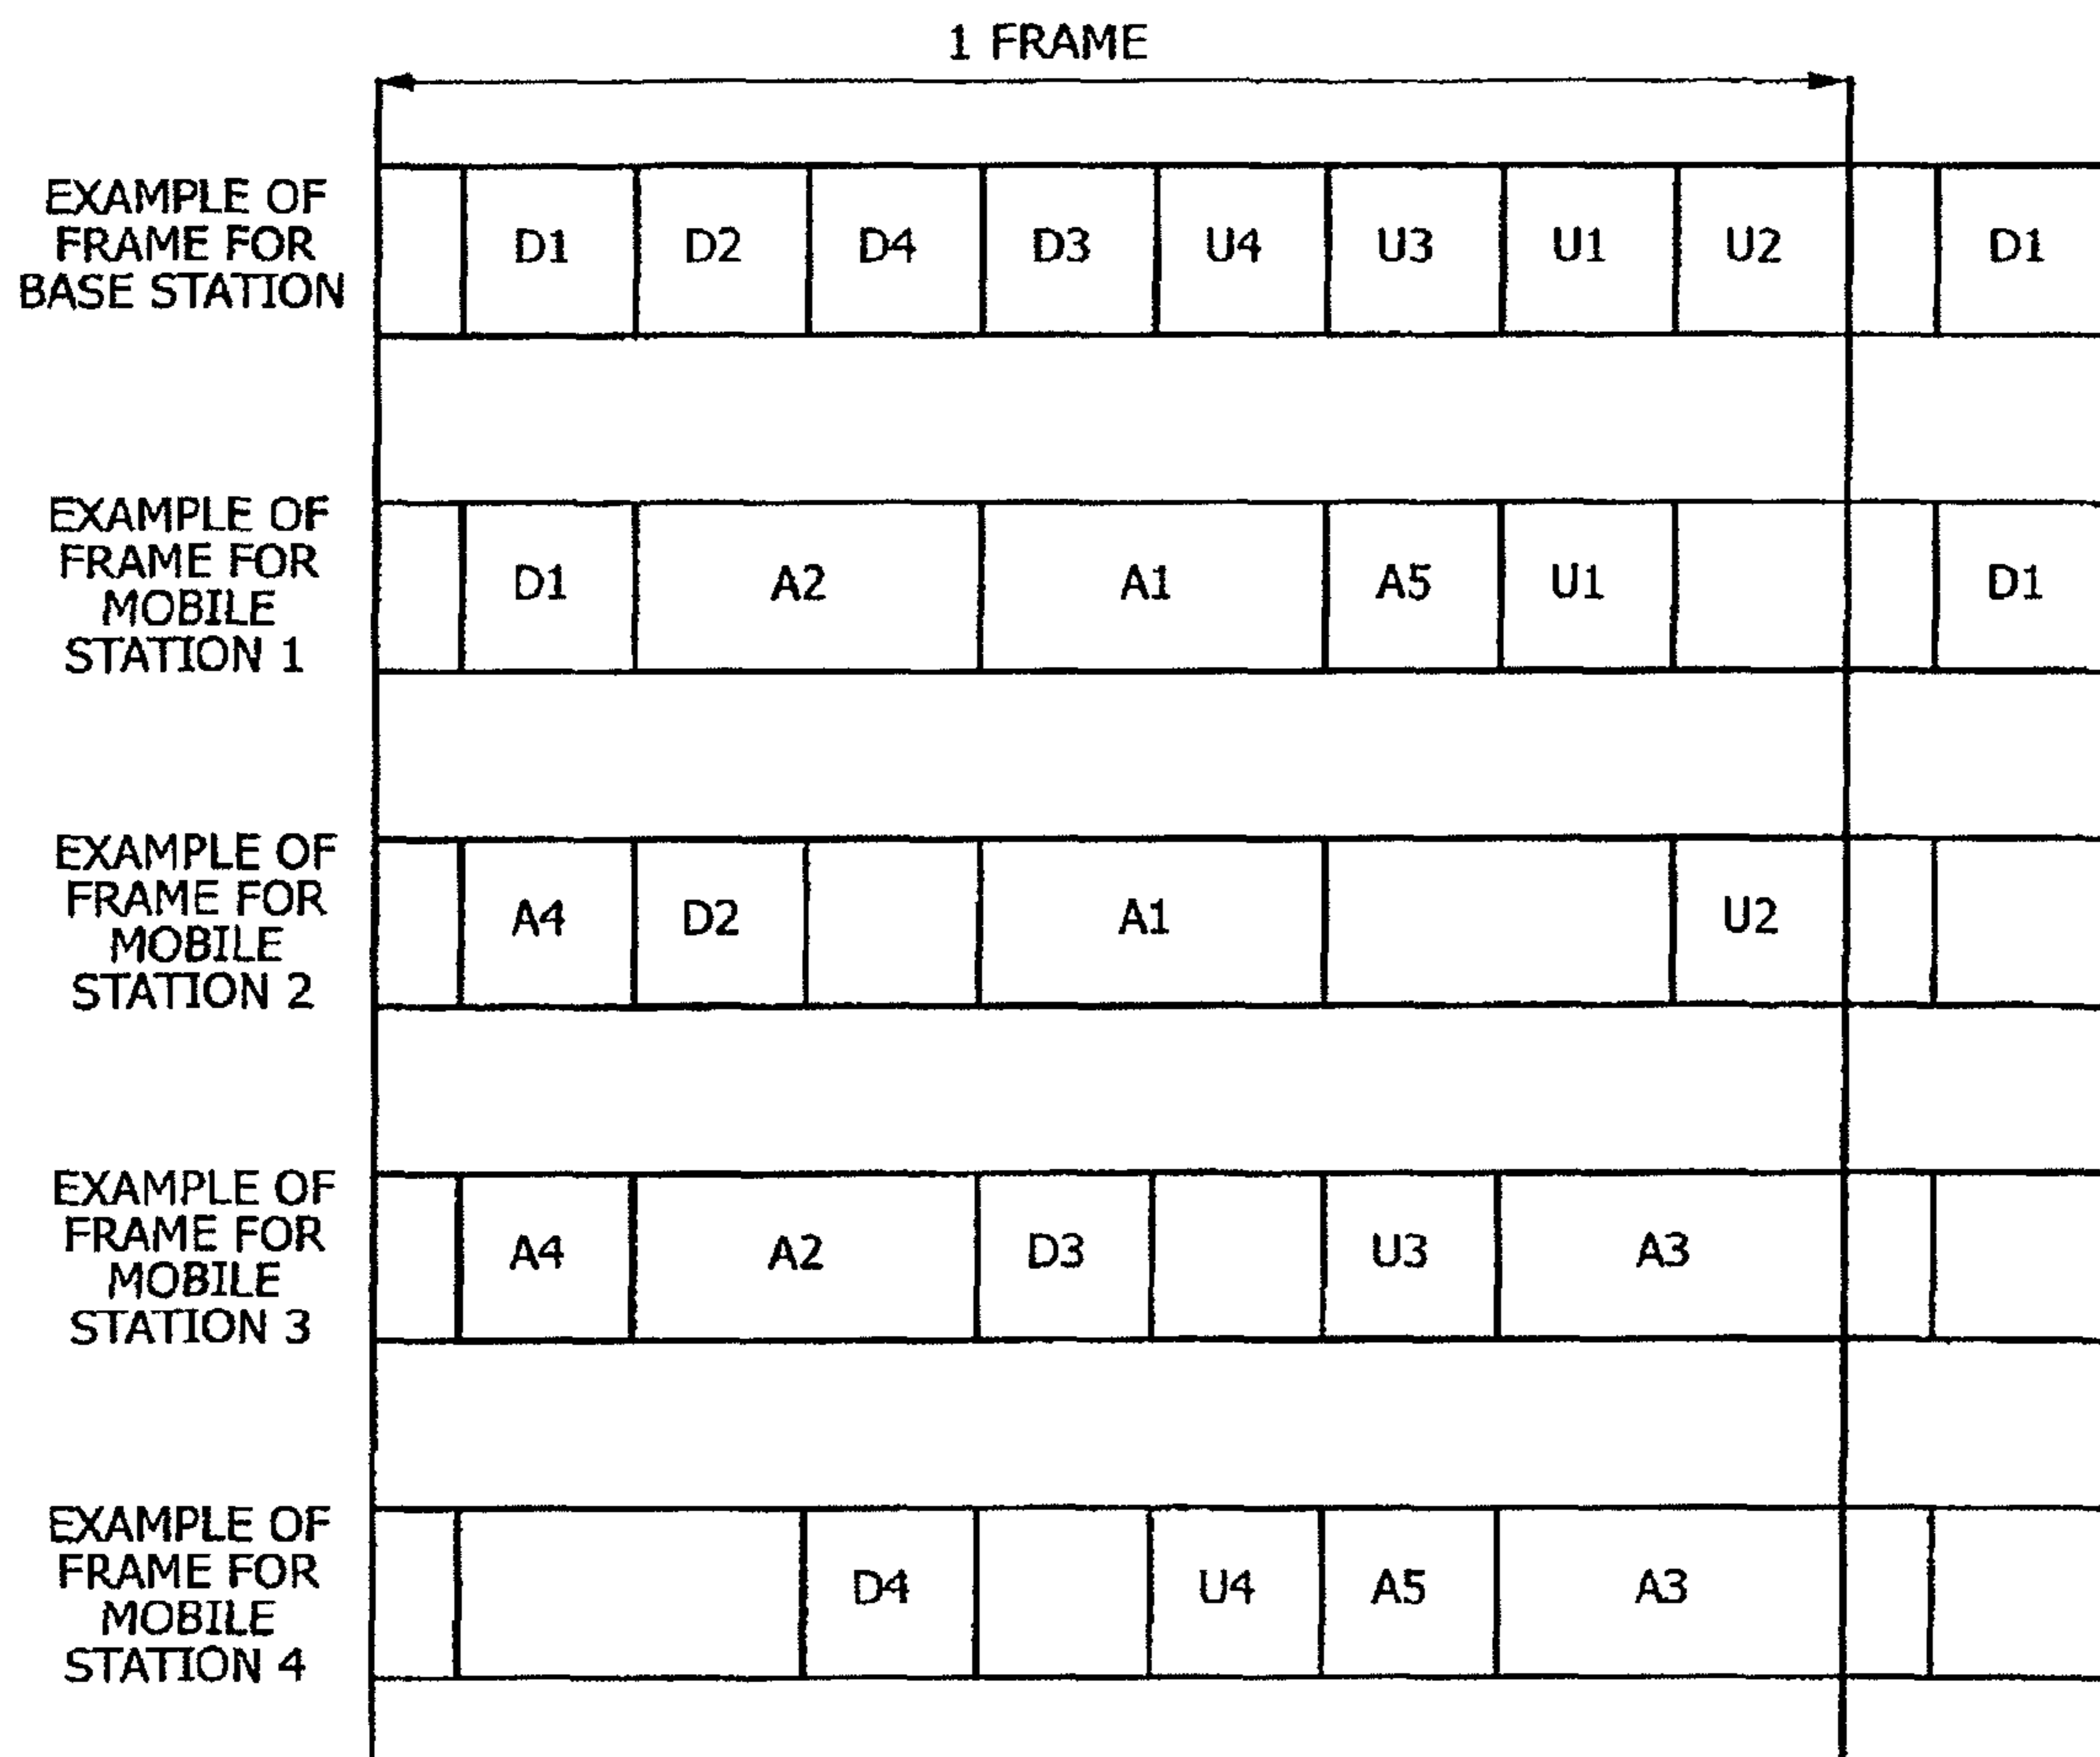 1 FRAME
EXAMPLE OF
FRAME FOR
BASE STATION
D1 D2 D4 D3 U4 U3 U1 U2 D1
EXAMPLE OF
FRAME FOR
MOBILE
STATION 1
D1 A2 A1 A5 U1 D1
EXAMPLE OF
FRAME FOR
MOBILE
STATION 2
A4 D2 A1 U2
EXAMPLE OF
FRAME FOR
MOBILE
STATION 3
A4 A2 D3 U3 A3
EXAMPLE OF
FRAME FOR
MOBILE
STATION 4
D4 U4 A5 A3